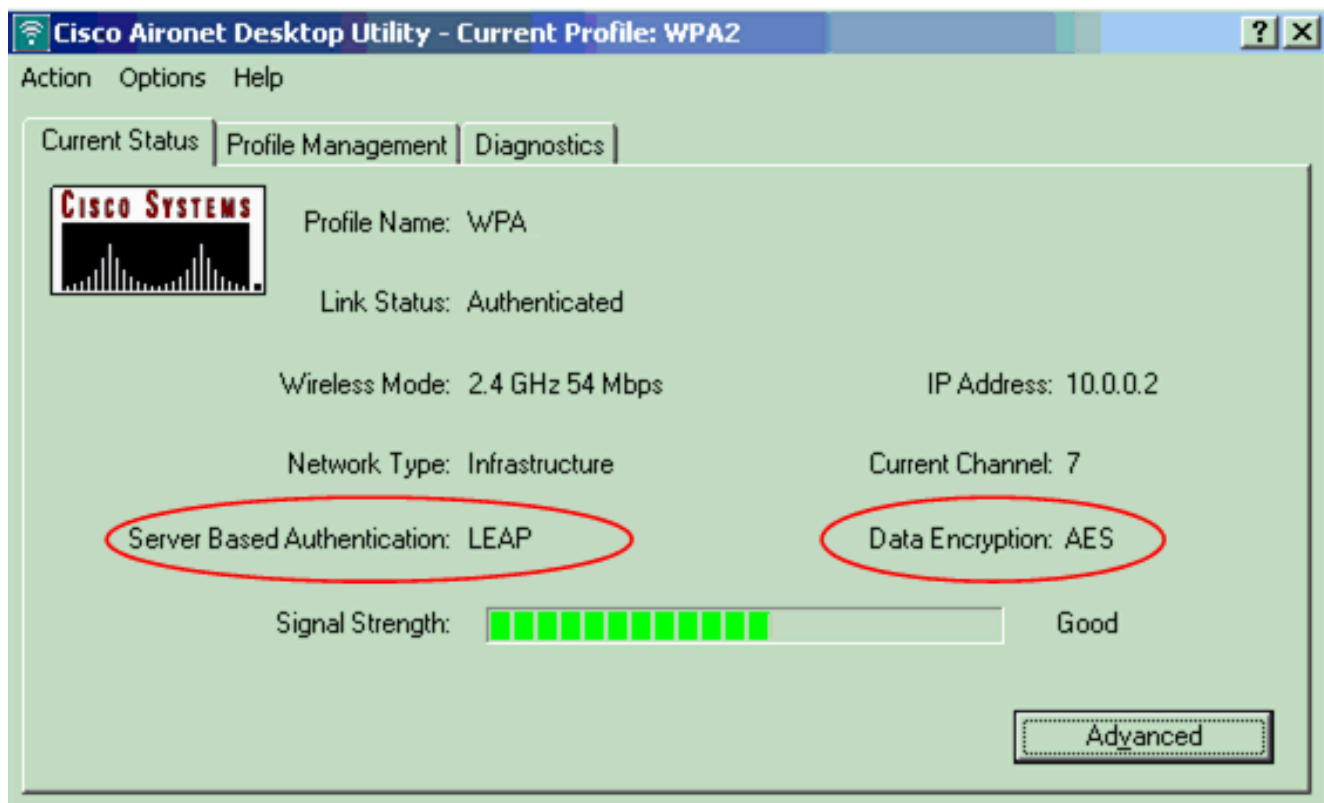 Cisco Aironet Desktop Utility - Current Profile: WPA2
? X
Action Options Help
Current Status Profile Management Diagnostics
CISCO SYSTEMS
Profile Name: WPA
Link Status: Authenticated
Wireless Mode: 2.4 GHz 54 Mbps IP Address: 10.0.0.2
Network Type: Infrastructure Current Channel: 7
Server Based Authentication: LEAP Data Encryption: AES
Signal Strength: Good
Advanced